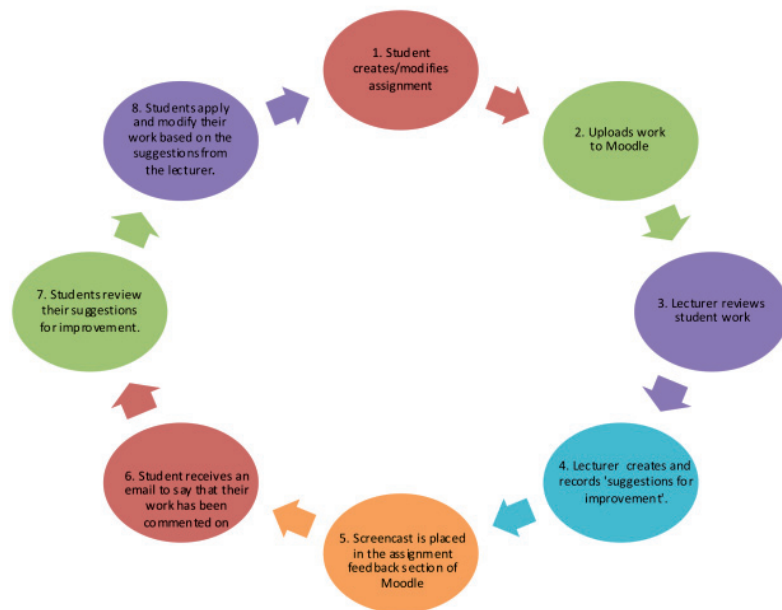 1. Student
creates/modifies
assignment
2. Uploads work
to Moodle
3. Lecturer reviews
student work
4. Lecturer creates and
records 'suggestions for
improvement'.
5. Screencast is placed
in the assignment
feedback section of
Moodle
6. Student receives an
email to say that their
work has been
commented on
7. Students review
their suggestions
for improvement.
8. Students apply
and modify their
work based on the
suggestions from
the lecturer.